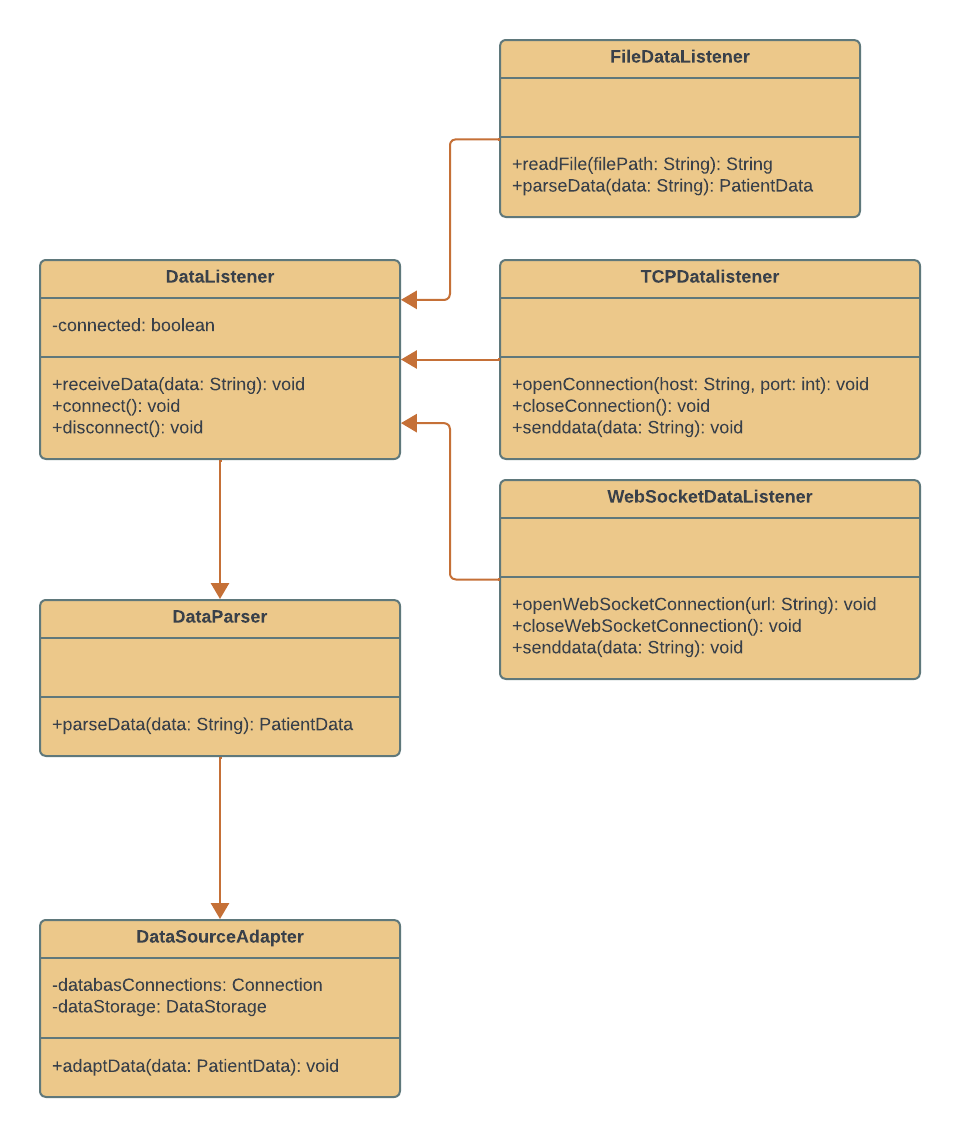 FileDataListener
+readFile(filePath: String): String
+parseData(data: String): PatientData
DataListener
-connected: boolean
+receiveData(data: String): void
+connect(): void
+disconnect(): void
TCPDatalistener
+openConnection(host: String, port: int): void
+closeConnection(): void
+senddata(data: String): void
WebSocketDataListener
+openWebSocketConnection(url: String): void
+closeWebSocketConnection(): void
+senddata(data: String): void
DataParser
+parseData(data: String): PatientData
DataSourceAdapter
-databasConnections: Connection
-dataStorage: DataStorage
+adaptData(data: PatientData): void